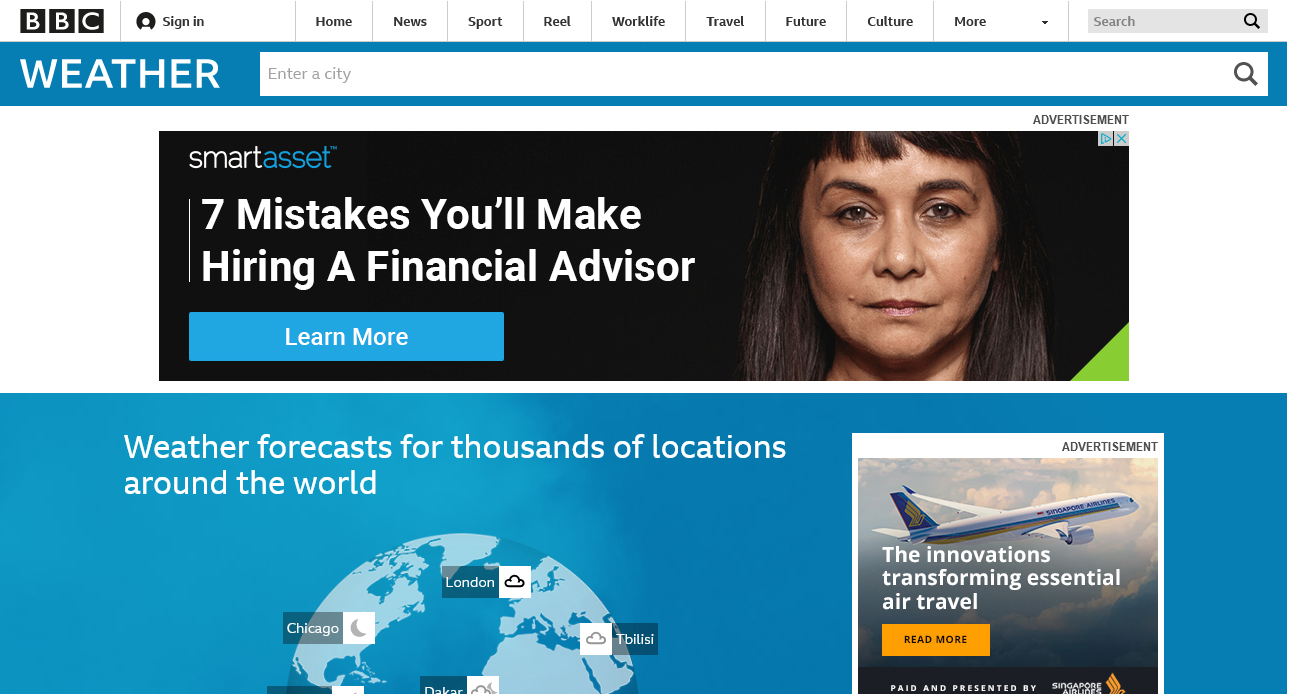 BBC
Sign in
Home
News
Sport
Reel
Worklife
Travel
Future
Culture
More
Search
WEATHER
Enter a city
ADVERTISEMENT
smartasset™
7 Mistakes You’ll Make
Hiring A Financial Advisor
Learn More
Weather forecasts for thousands of locations
around the world
London
Chicago
Tbilisi
Dakar
ADVERTISEMENT
SINGAPORE AIRLINES
The innovations
transforming essential
air travel
READ MORE
PAID AND PRESENTED BY
SINGAPORE
AIRLINES